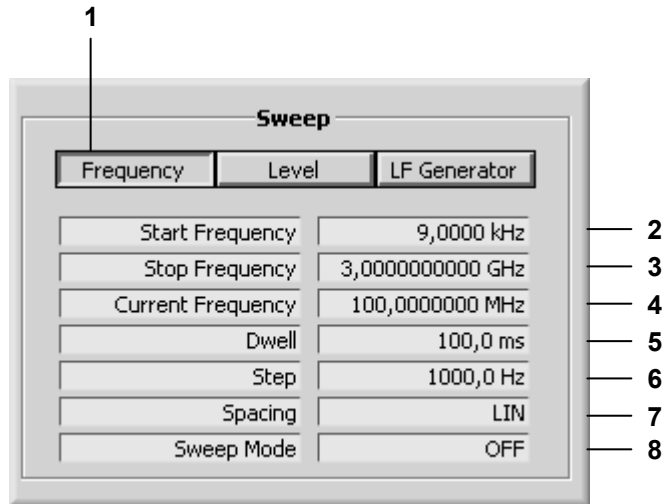 1
Sweep
Frequency Level LF Generator
Start Frequency 9,0000 kHz 2
Stop Frequency 3,0000000000 GHz 3
Current Frequency 100,0000000 MHz 4
Dwell 100,0 ms 5
Step 1000,0 Hz 6
Spacing LIN 7
Sweep Mode OFF 8